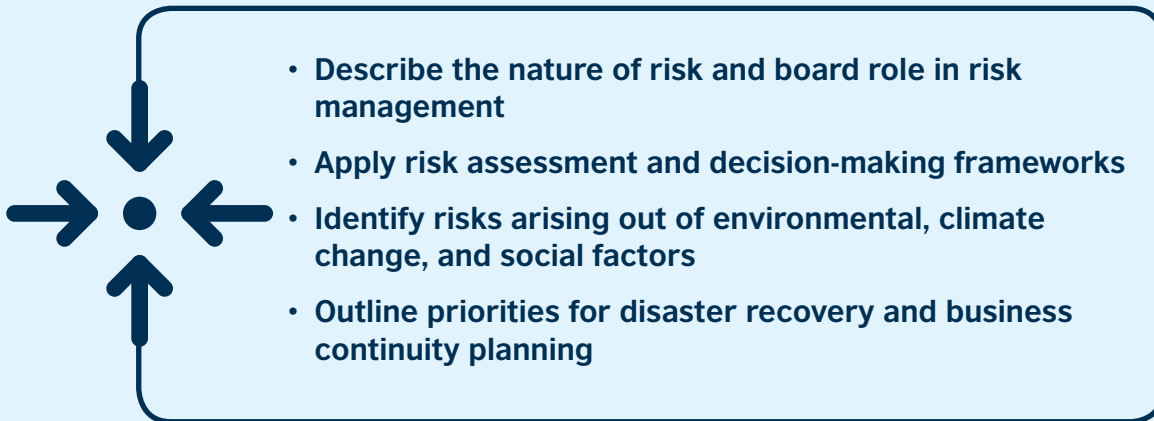 • Describe the nature of risk and board role in risk
management
• Apply risk assessment and decision-making frameworks
• Identify risks arising out of environmental, climate
change, and social factors
• Outline priorities for disaster recovery and business
continuity planning